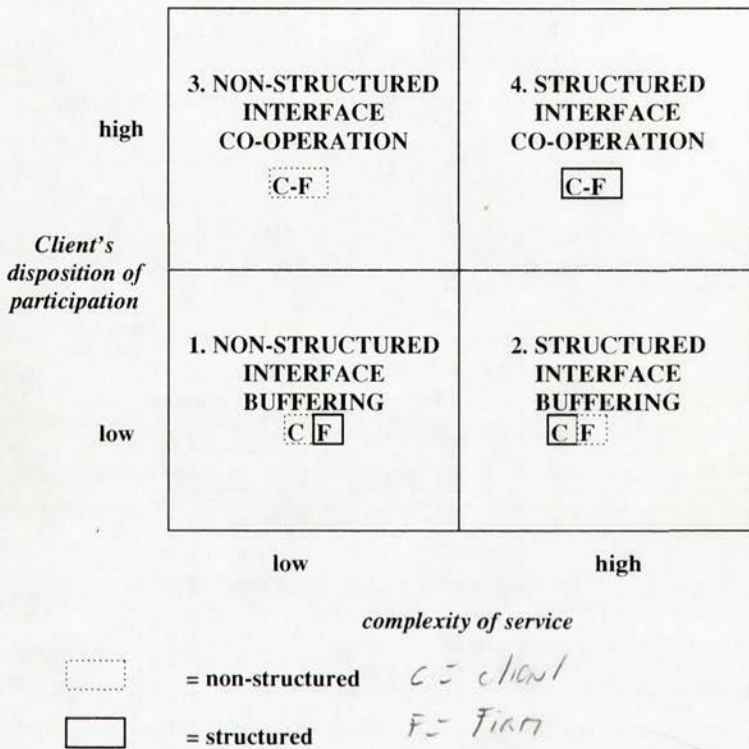 3. NON-STRUCTURED
INTERFACE
CO-OPERATION
C-F
4. STRUCTURED
INTERFACE
CO-OPERATION
C-F
high
Client's
disposition of
participation
1. NON-STRUCTURED
INTERFACE
BUFFERING
C F
2. STRUCTURED
INTERFACE
BUFFERING
C F
low
low
high
complexity of service
= non-structured
C = client
= structured
F = Firm